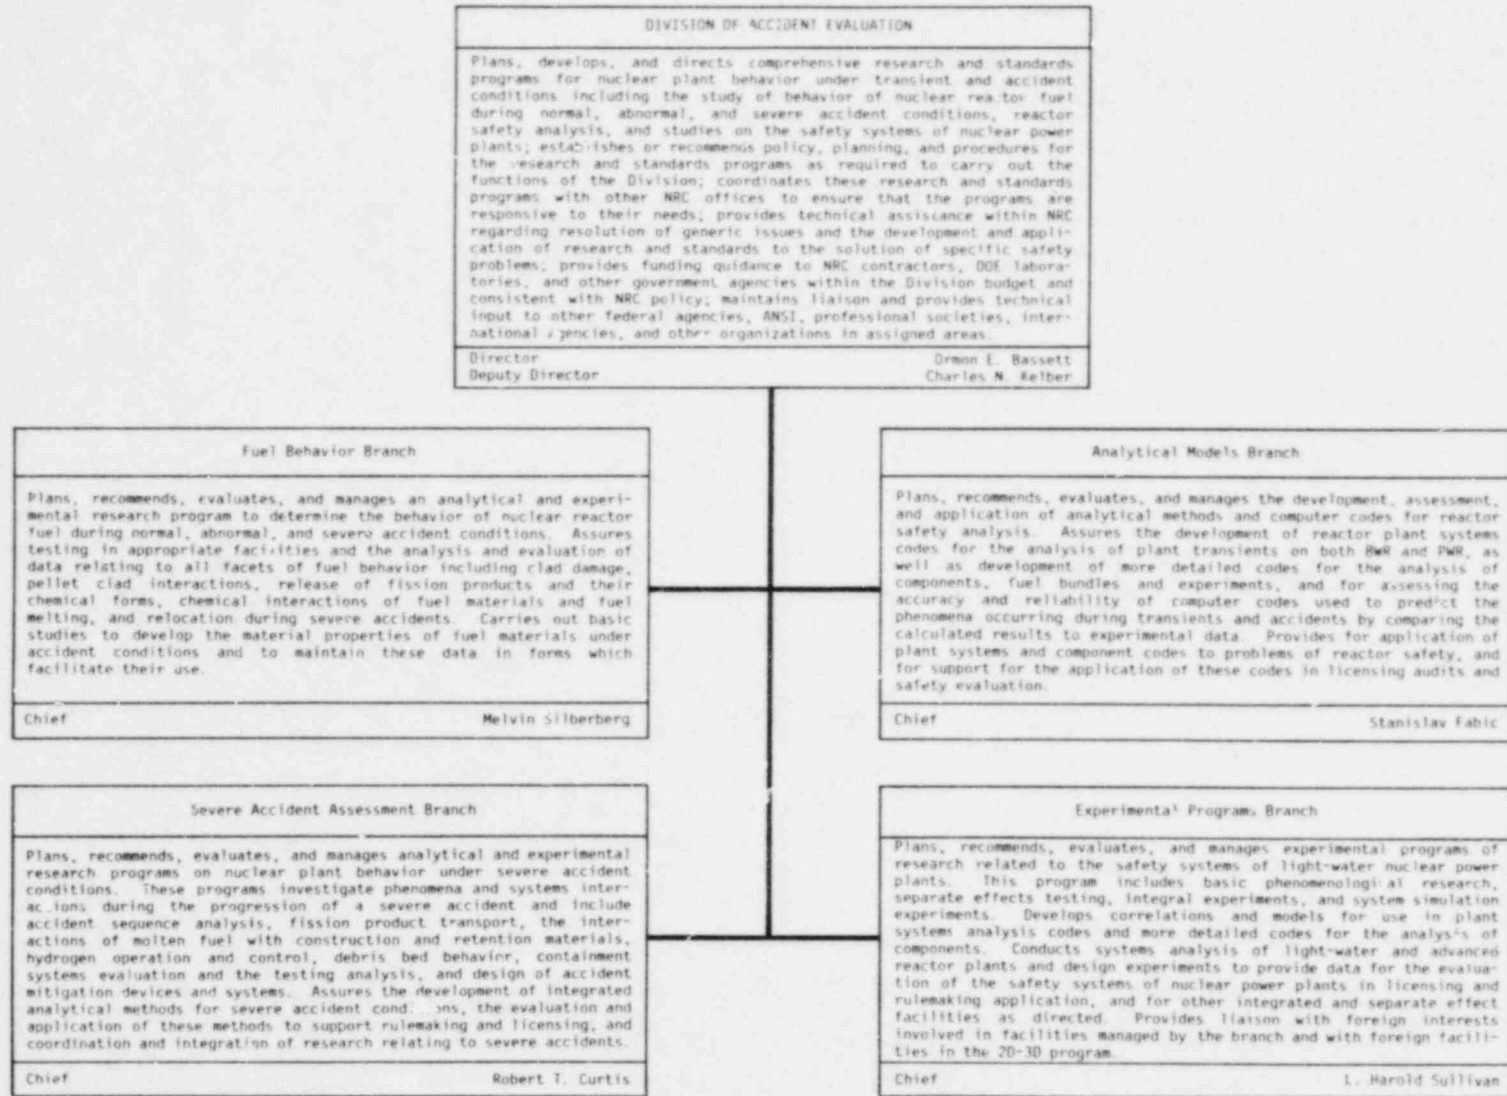 DIVISION OF ACCIDENT EVALUATION
Plans, develops, and directs comprehensive research and standards
programs for nuclear plant behavior under transient and accident
conditions including the study of behavior of nuclear reactor fuel
during normal, abnormal, and severe accident conditions, reactor
safety analysis, and studies on the safety systems of nuclear power
plants; establishes or recommends policy, planning, and procedures for
the research and standards programs as required to carry out the
functions of the Division; coordinates these research and standards
programs with other NRC offices to ensure that the programs are
responsive to their needs; provides technical assistance within NRC
regarding resolution of generic issues and the development and appli-
cation of research and standards to the solution of specific safety
problems; provides funding guidance to NRC contractors, DOE labora-
tories, and other government agencies within the Division budget and
consistent with NRC policy; maintains liaison and provides technical
input to other federal agencies, ANSI, professional societies, inter-
national agencies, and other organizations in assigned areas.
Director Ormon E. Bassett
Deputy Director Charles N. Kelber
Fuel Behavior Branch
Plans, recommends, evaluates, and manages an analytical and experi-
mental research program to determine the behavior of nuclear reactor
fuel during normal, abnormal, and severe accident conditions. Assures
testing in appropriate facilities and the analysis and evaluation of
data relating to all facets of fuel behavior including clad damage,
pellet clad interactions, release of fission products and their
chemical forms, chemical interactions of fuel materials and fuel
melting, and relocation during severe accidents. Carries out basic
studies to develop the material properties of fuel materials under
accident conditions and to maintain these data in forms which
facilitate their use.
Chief Melvin Silberberg
Analytical Models Branch
Plans, recommends, evaluates, and manages the development, assessment,
and application of analytical methods and computer codes for reactor
safety analysis. Assures the development of reactor plant systems
codes for the analysis of plant transients on both BWR and PWR, as
well as development of more detailed codes for the analysis of
components, fuel bundles and experiments, and for assessing the
accuracy and reliability of computer codes used to predict the
phenomena occurring during transients and accidents by comparing the
calculated results to experimental data. Provides for application of
plant systems and component codes to problems of reactor safety, and
for support for the application of these codes in licensing audits and
safety evaluation.
Chief Stanislav Fabic
Severe Accident Assessment Branch
Plans, recommends, evaluates, and manages analytical and experimental
research programs on nuclear plant behavior under severe accident
conditions. These programs investigate phenomena and systems inter-
actions during the progression of a severe accident and include
accident sequence analysis, fission product transport, the inter-
actions of molten fuel with construction and retention materials,
hydrogen operation and control, debris bed behavior, containment
systems evaluation and the testing analysis, and design of accident
mitigation devices and systems. Assures the development of integrated
analytical methods for severe accident conditions, the evaluation and
application of these methods to support rulemaking and licensing, and
coordination and integration of research relating to severe accidents.
Chief Robert T. Curtis
Experimental Programs Branch
Plans, recommends, evaluates, and manages experimental programs of
research related to the safety systems of light-water nuclear power
plants. This program includes basic phenomenological research,
separate effects testing, integral experiments, and system simulation
experiments. Develops correlations and models for use in plant
systems analysis codes and more detailed codes for the analysis of
components. Conducts systems analysis of light-water and advanced
reactor plants and design experiments to provide data for the evalua-
tion of the safety systems of nuclear power plants in licensing and
rulemaking application, and for other integrated and separate effect
facilities as directed. Provides liaison with foreign interests
involved in facilities managed by the branch and with foreign facili-
ties in the 2D-3D program.
Chief L. Harold Sullivan